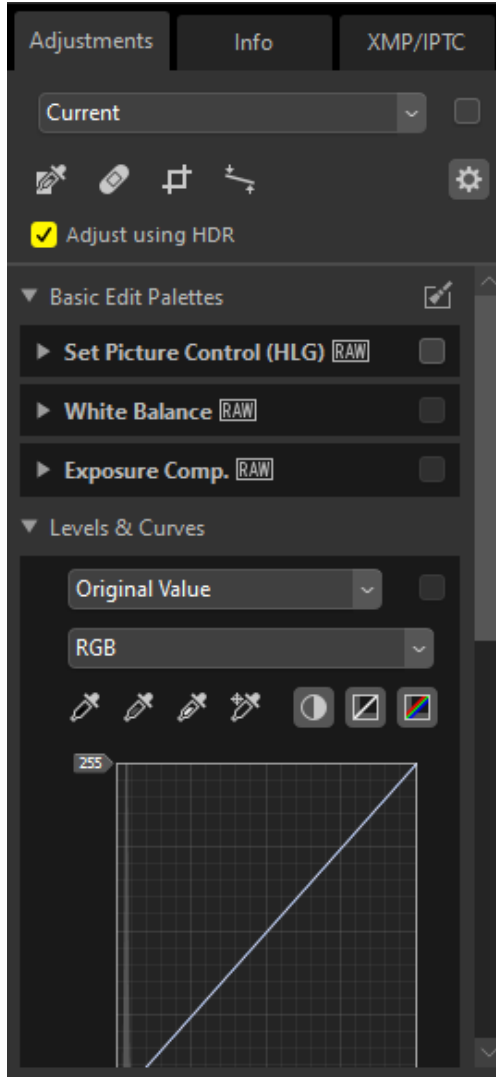 Adjustments Info XMP/IPTC
Current
Adjust using HDR
Basic Edit Palettes
Set Picture Control (HLG) RAW
White Balance RAW
Exposure Comp. RAW
Levels & Curves
Original Value
RGB
255